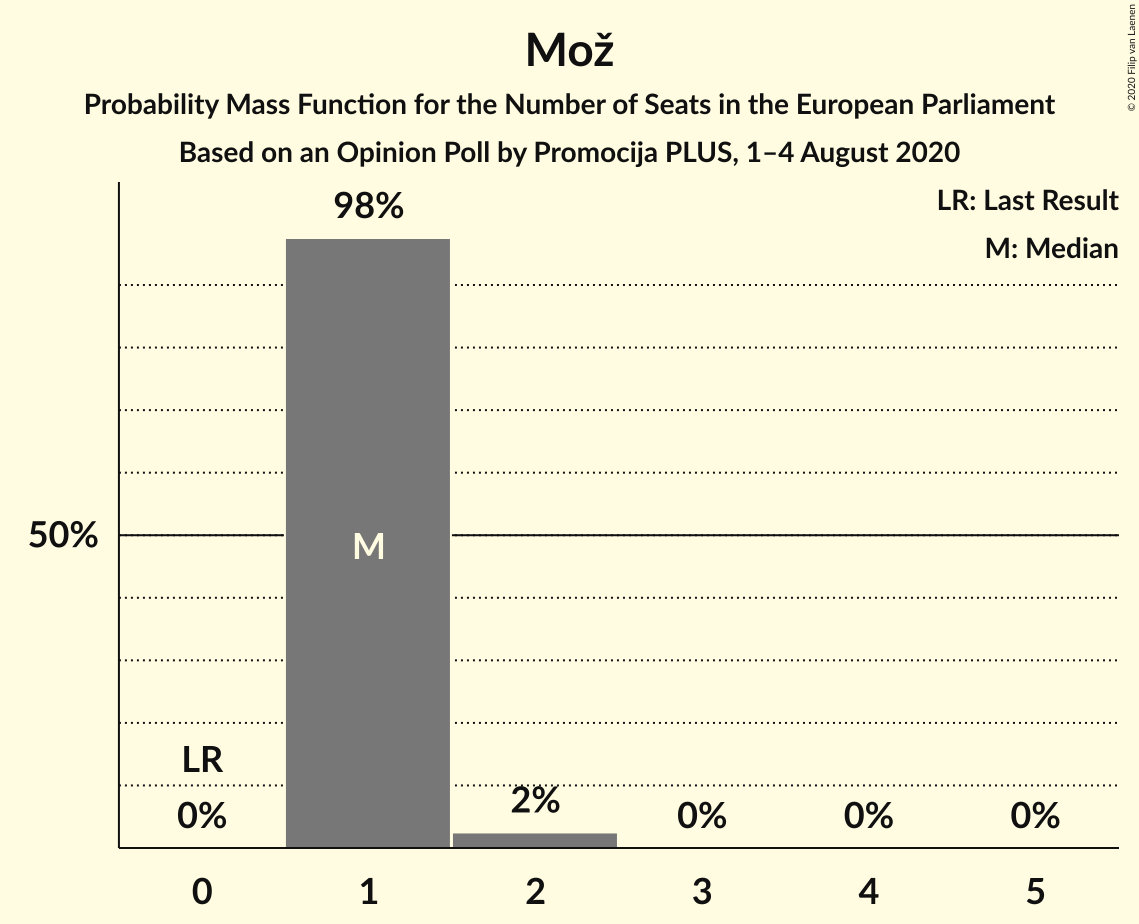 Mož
Probability Mass Function for the Number of Seats in the European Parliament
Based on an Opinion Poll by Promocija PLUS, 1–4 August 2020
© 2020 Filip van Laenen
LR: Last Result
M: Median
98%
50%
M
LR
0%
2%
0%
0%
0%
0 1 2 3 4 5